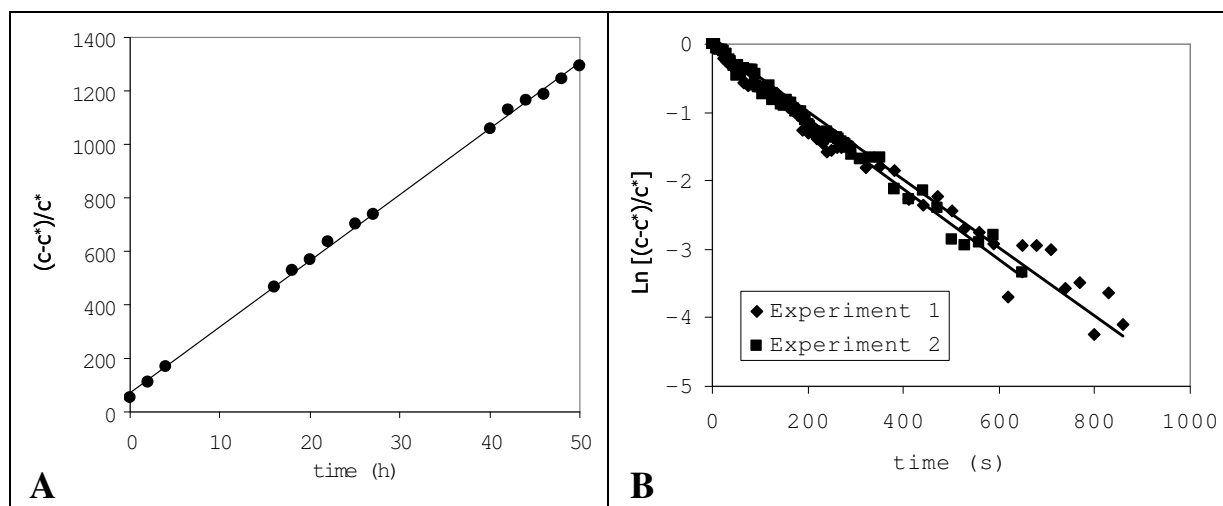 (c-c*)/c*
1400
1200
1000
800
600
400
200
0
0 10 20 30 40 50
time (h)
A
Ln [(c-c*)/c*]
0
−1
−2
−3
−4
−5
0 200 400 600 800 1000
Experiment 1
Experiment 2
time (s)
B